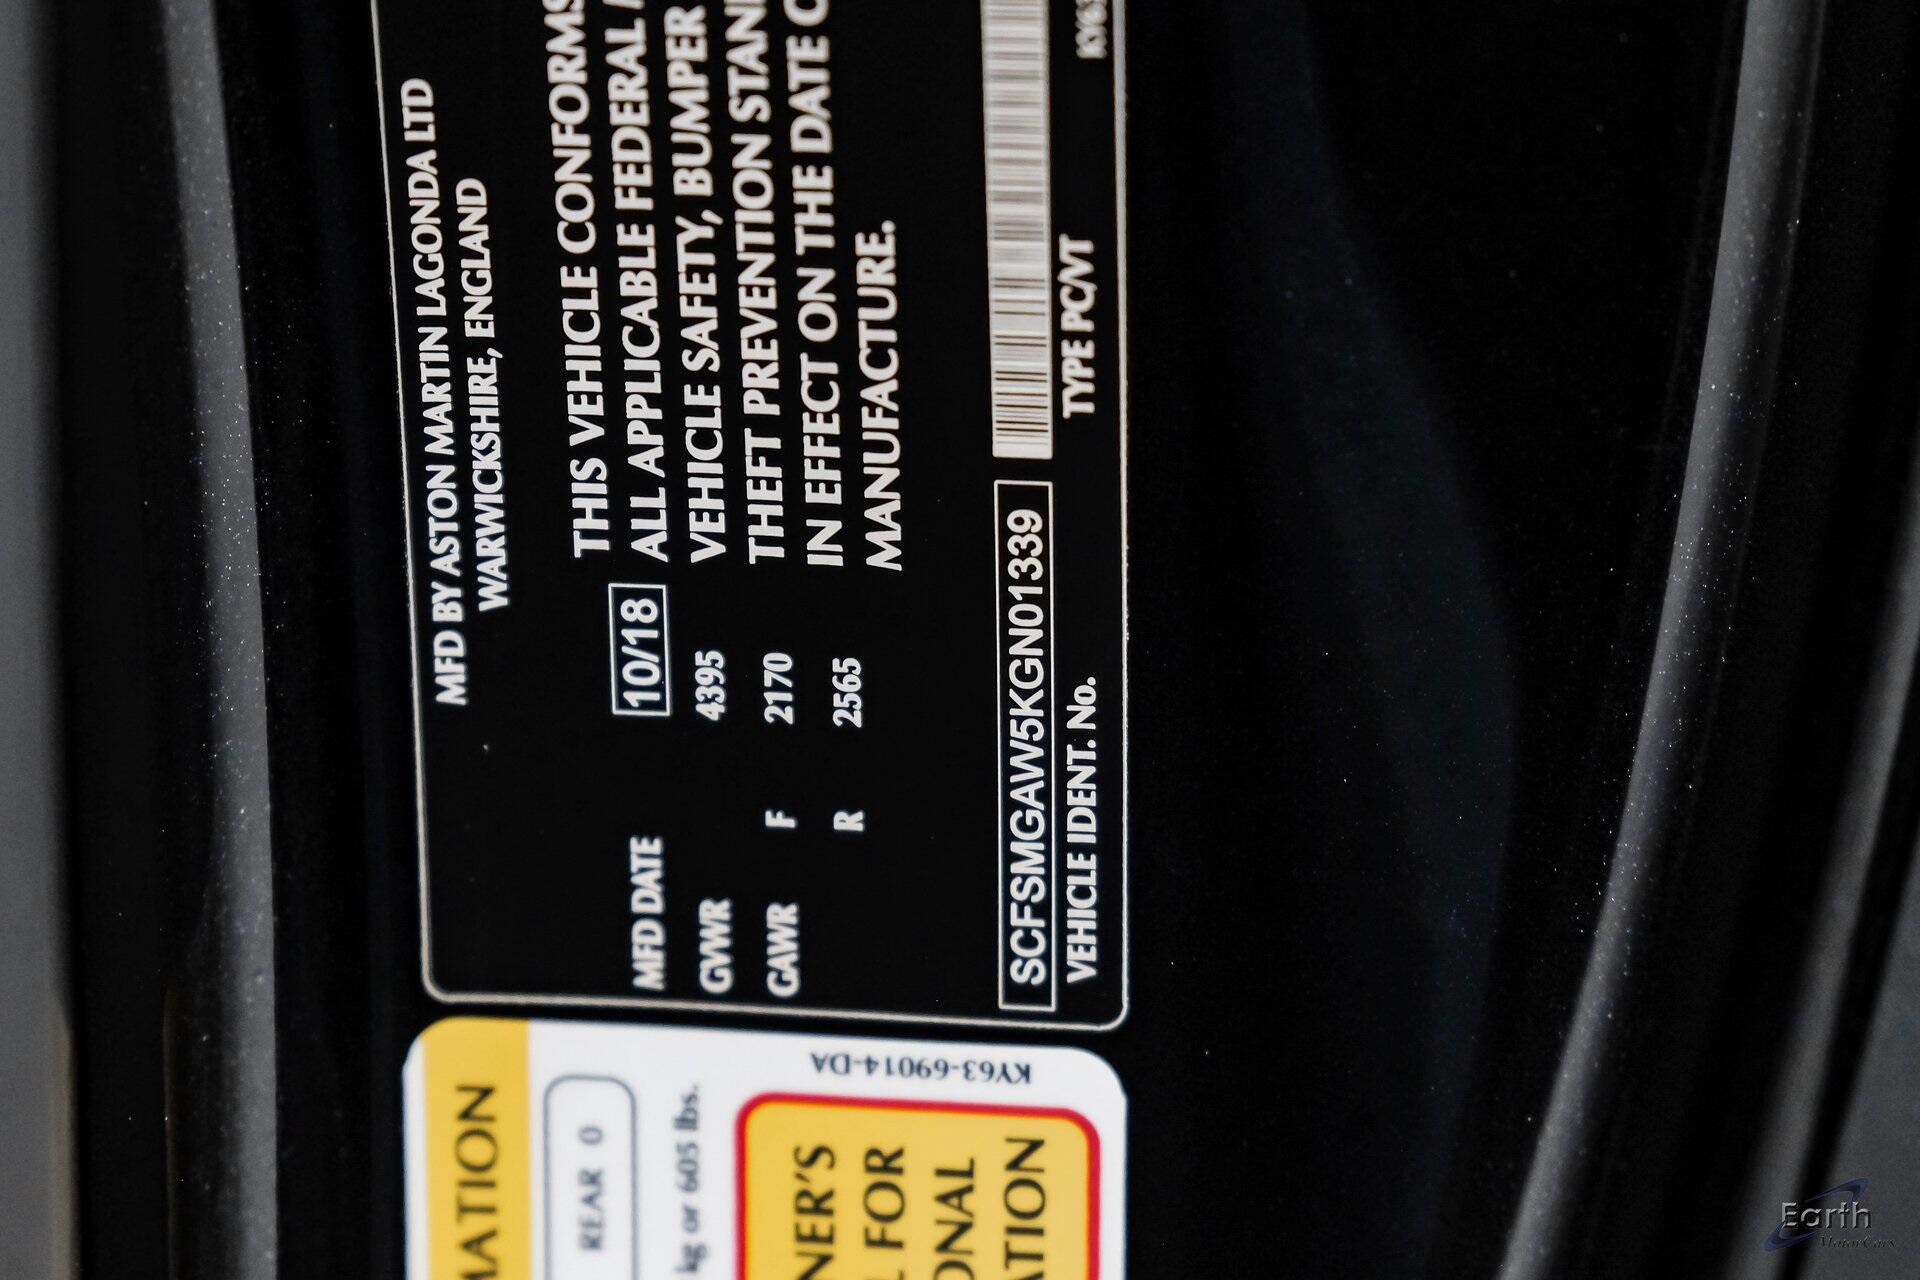 MFD BY ASTON MARTIN LAGONDA LTD
WARWICKSHIRE, ENGLAND
THIS VEHICLE CONFORMS
MFD DATE 10/18 ALL APPLICABLE FEDERAL
GVWR 4395 VEHICLE SAFETY, BUMPER
GAWR F 2170 THEFT PREVENTION STAN
R 2565 IN EFFECT ON THE DATE O
MANUFACTURE.
SCFSMGAW5KGN01339
VEHICLE IDENT. No. TYPE PC/VT
KY63
MATION
REAR 0
kg or 605 lbs.
KY63-69014-DA
NER'S
L FOR
ONAL
ATION
Earth
MotorCars